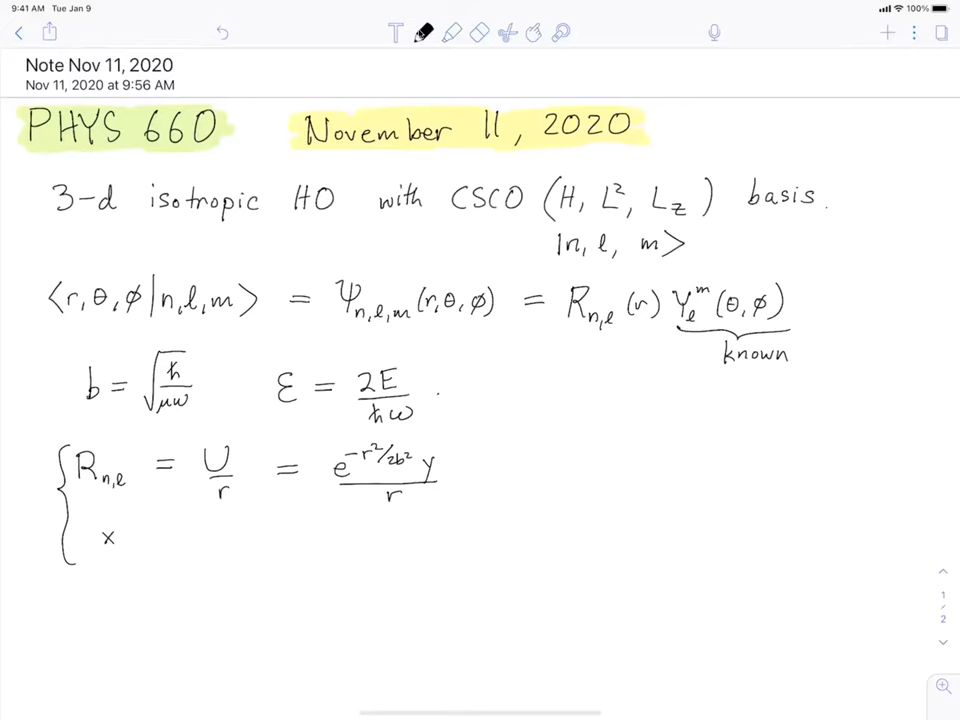 9:41 AM Tue Jan 9 100%
Note Nov 11, 2020
Nov 11, 2020 at 9:56 AM
PHYS 660 November 11, 2020
3-d isotropic HO with CSCO (H, L², L_z) basis.
|n, ℓ, m>
<r,θ,ϕ|n,ℓ,m> = Ψ_{n,ℓ,m}(r,θ,ϕ) = R_{n,ℓ}(r) Y_ℓ^m(θ,ϕ)
known
b = √(ħ/μω) ε = 2E/ħω .
{ R_{n,ℓ} = U/r = e^{-r²/2b²} y / r
x
1
/
2